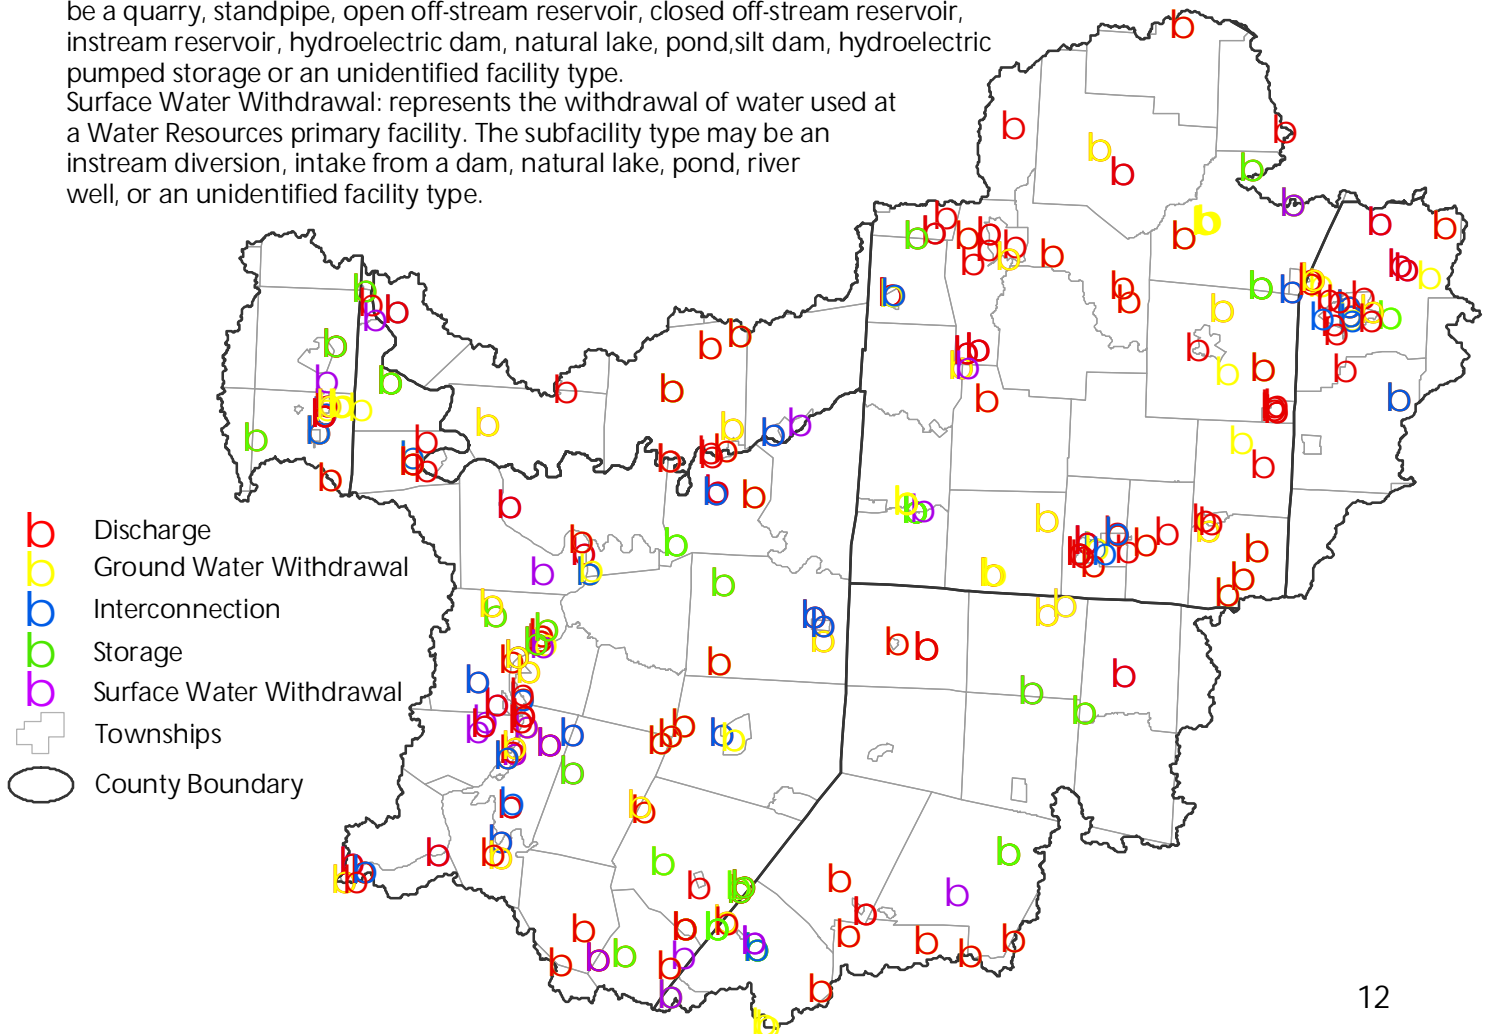 be a quarry, standpipe, open off-stream reservoir, closed off-stream reservoir,
instream reservoir, hydroelectric dam, natural lake, pond,silt dam, hydroelectric
pumped storage or an unidentified facility type.
Surface Water Withdrawal: represents the withdrawal of water used at
a Water Resources primary facility. The subfacility type may be an
instream diversion, intake from a dam, natural lake, pond, river
well, or an unidentified facility type.
b Discharge
b Ground Water Withdrawal
b Interconnection
b Storage
b Surface Water Withdrawal
Townships
County Boundary
12